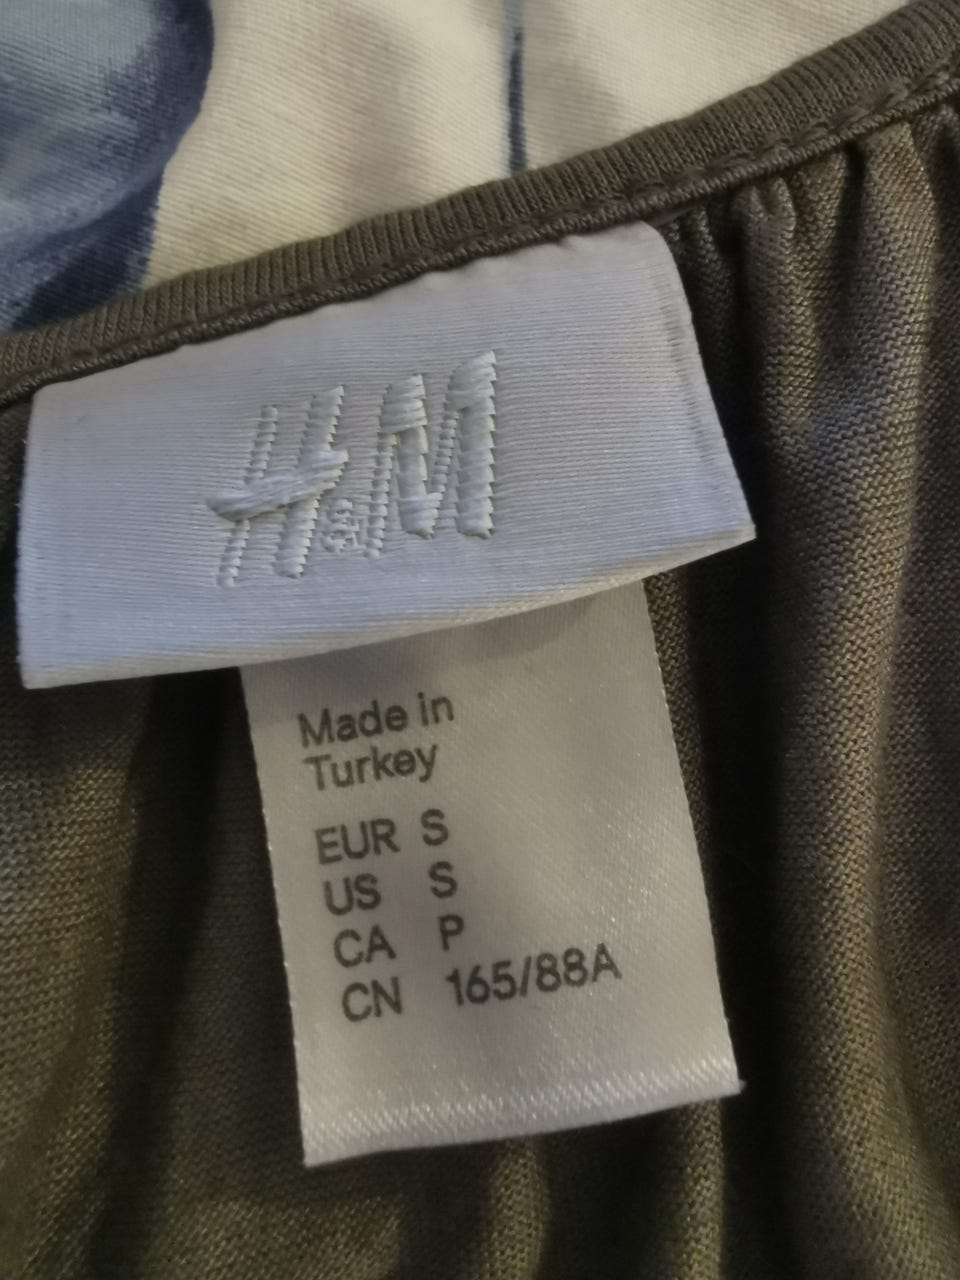 H&M
Made in
Turkey
EUR S
US S
CA P
CN 165/88A